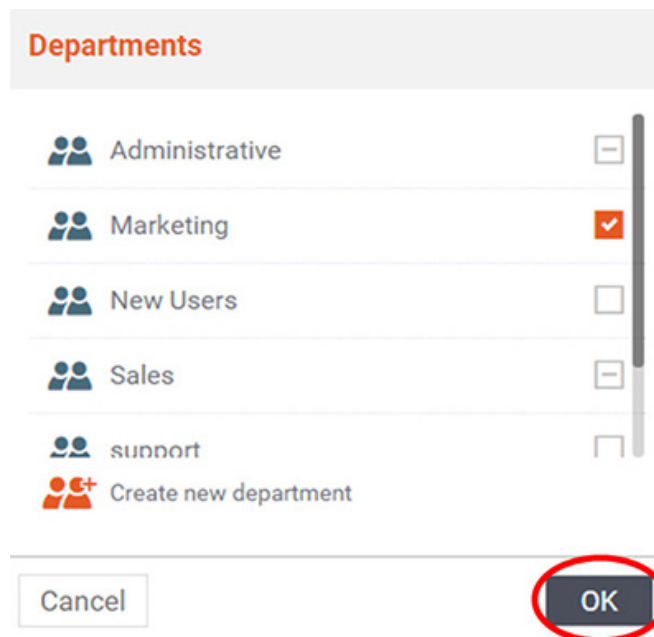 Departments
Administrative
Marketing
New Users
Sales
support
Create new department
Cancel
OK